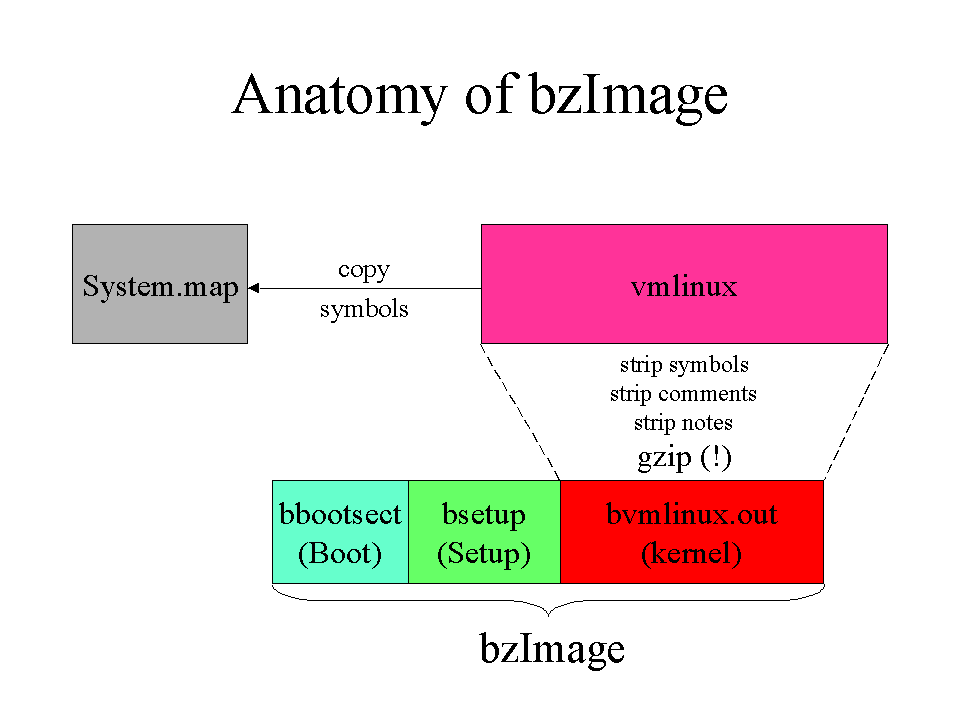 Anatomy of bzImage
System.map
copy
symbols
vmlinux
strip symbols
strip comments
strip notes
gzip (!)
bbootsect
(Boot)
bsetup
(Setup)
bvmlinux.out
(kernel)
bzImage